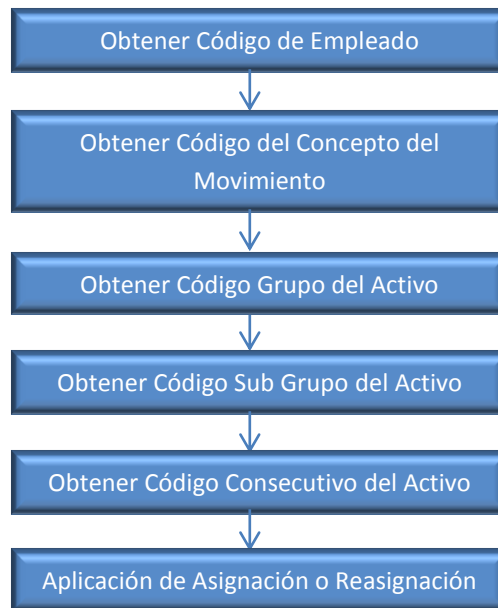 Obtener Código de Empleado
Obtener Código del Concepto del
Movimiento
Obtener Código Grupo del Activo
Obtener Código Sub Grupo del Activo
Obtener Código Consecutivo del Activo
Aplicación de Asignación o Reasignación